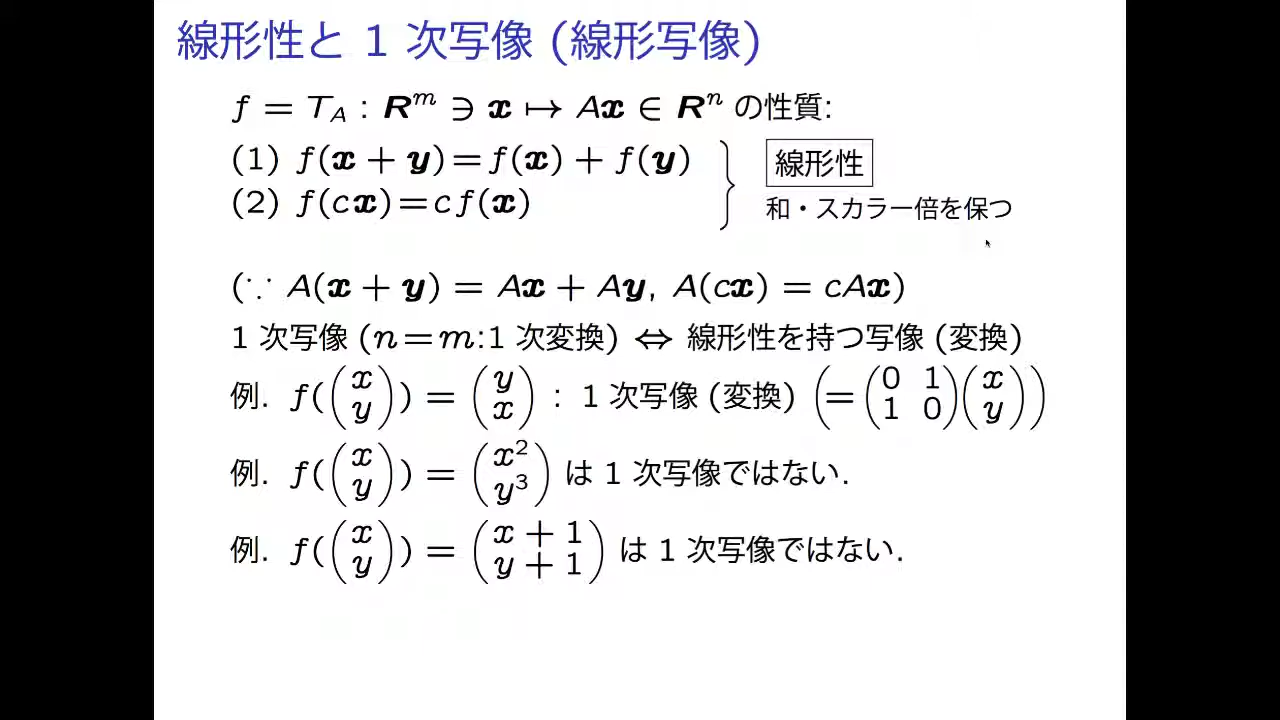 線形性と 1 次写像 (線形写像)
f = T_A : R^m ∋ x ↦ Ax ∈ R^n の性質:
(1) f(x + y)=f(x) + f(y)
(2) f(cx)=cf(x)
線形性
和・スカラー倍を保つ
(∵ A(x + y) = Ax + Ay, A(cx) = cAx)
1 次写像 (n=m:1 次変換) ⇔ 線形性を持つ写像 (変換)
例. f((x y)) = (y x) : 1 次写像 (変換) (=(0 1 1 0)(x y))
例. f((x y)) = (x² y³) は 1 次写像ではない.
例. f((x y)) = (x + 1 y + 1) は 1 次写像ではない.